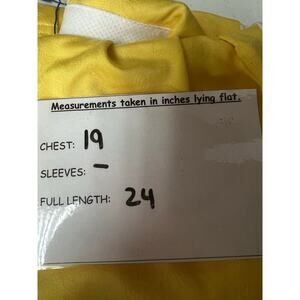 Measurements taken in inches lying flat.
CHEST: 19
SLEEVES: -
FULL LENGTH: 24